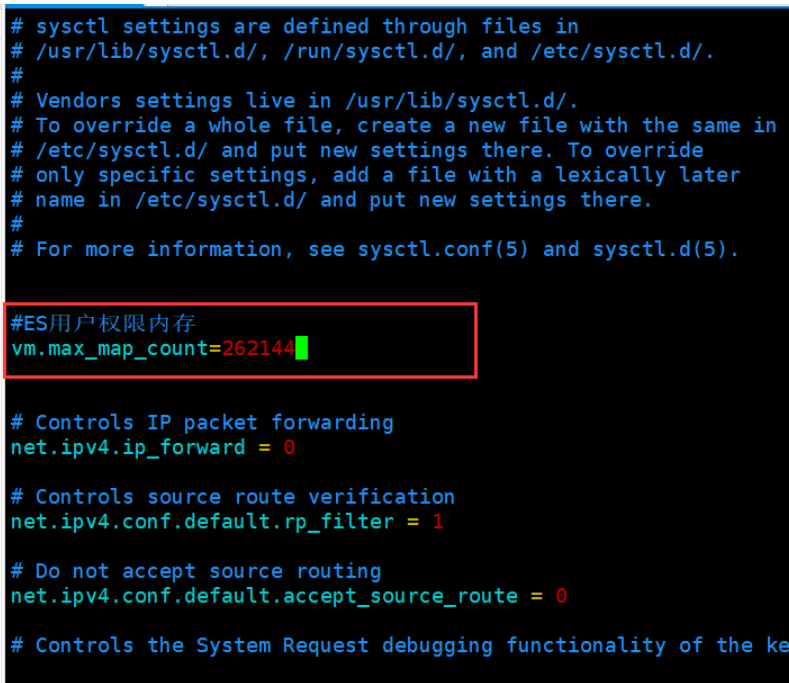 # sysctl settings are defined through files in
# /usr/lib/sysctl.d/, /run/sysctl.d/, and /etc/sysctl.d/.
#
# Vendors settings live in /usr/lib/sysctl.d/.
# To override a whole file, create a new file with the same in
# /etc/sysctl.d/ and put new settings there. To override
# only specific settings, add a file with a lexically later
# name in /etc/sysctl.d/ and put new settings there.
#
# For more information, see sysctl.conf(5) and sysctl.d(5).
#ES用户权限内存
vm.max_map_count=262144
# Controls IP packet forwarding
net.ipv4.ip_forward = 0
# Controls source route verification
net.ipv4.conf.default.rp_filter = 1
# Do not accept source routing
net.ipv4.conf.default.accept_source_route = 0
# Controls the System Request debugging functionality of the ke